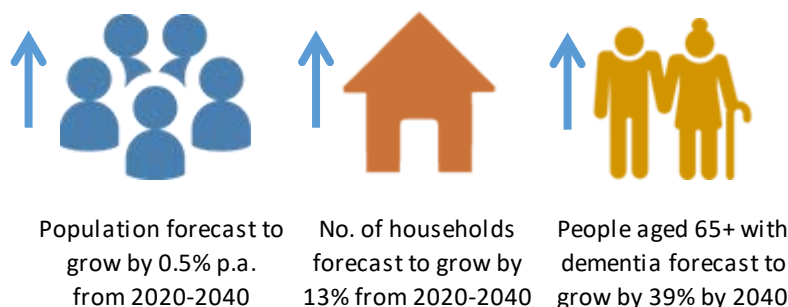 Population forecast to
grow by 0.5% p.a.
from 2020-2040
No. of households
forecast to grow by
13% from 2020-2040
People aged 65+ with
dementia forecast to
grow by 39% by 2040